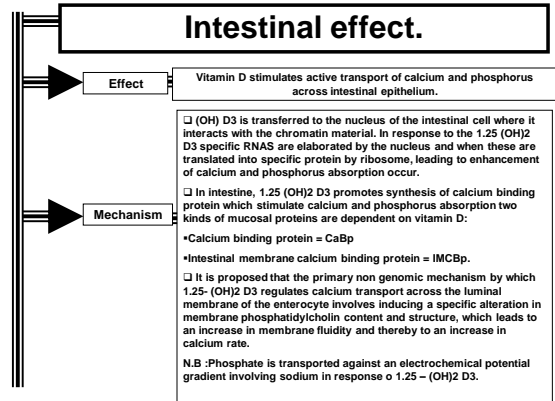 Intestinal effect.
Effect
Vitamin D stimulates active transport of calcium and phosphorus
across intestinal epithelium.
Mechanism
❑ (OH) D3 is transferred to the nucleus of the intestinal cell where it
interacts with the chromatin material. In response to the 1.25 (OH)2
D3 specific RNAS are elaborated by the nucleus and when these are
translated into specific protein by ribosome, leading to enhancement
of calcium and phosphorus absorption occur.
❑ In intestine, 1.25 (OH)2 D3 promotes synthesis of calcium binding
protein which stimulate calcium and phosphorus absorption two
kinds of mucosal proteins are dependent on vitamin D:
▪Calcium binding protein = CaBp
▪Intestinal membrane calcium binding protein = IMCBp.
❑ It is proposed that the primary non genomic mechanism by which
1.25- (OH)2 D3 regulates calcium transport across the luminal
membrane of the enterocyte involves inducing a specific alteration in
membrane phosphatidylcholin content and structure, which leads to
an increase in membrane fluidity and thereby to an increase in
calcium rate.
N.B :Phosphate is transported against an electrochemical potential
gradient involving sodium in response o 1.25 – (OH)2 D3.